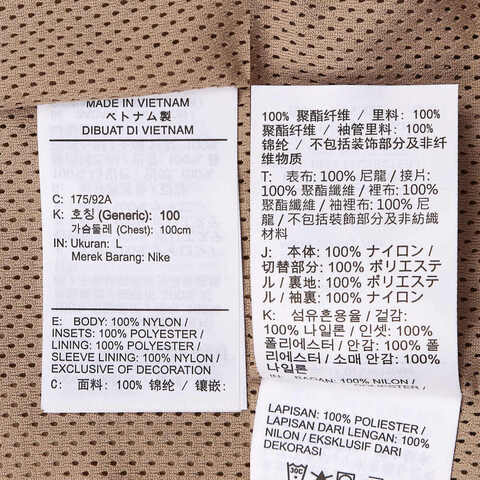 MADE IN VIETNAM
ベトナム製
DIBUAT DI VIETNAM
C: 175/92A
K: 호칭 (Generic): 100
가슴둘레 (Chest): 100cm
IN: Ukuran: L
Merek Barang: Nike
E: BODY: 100% NYLON /
INSETS: 100% POLYESTER /
LINING: 100% POLYESTER /
SLEEVE LINING: 100% NYLON /
EXCLUSIVE OF DECORATION
C: 面料: 100% 锦纶 / 镶嵌:
100% 聚酯纤维 / 里料: 100%
聚酯纤维 / 袖管里料: 100%
锦纶 / 不包括装饰部分及非纤
维物质
T: 表布: 100% 尼龍 / 接片:
100% 聚酯纖維 / 裡布: 100%
聚酯纖維 / 袖裡布: 100% 尼
龍 / 不包括裝飾部分及非紡織
材料
J: 本体: 100% ナイロン /
切替部分: 100% ポリエステ
ル / 裏地: 100% ポリエステ
ル / 袖裏: 100% ナイロン
K: 섬유혼용율 / 겉감:
100% 나일론 / 인셋: 100%
폴리에스터 / 안감: 100% 폴
리에스터 / 소매 안감: 100%
나일론
IN: BADAN: 100% NILON /
LAPISAN: 100% POLIESTER /
LAPISAN DARI LENGAN: 100%
NILON / EKSKLUSIF DARI
DEKORASI
30C